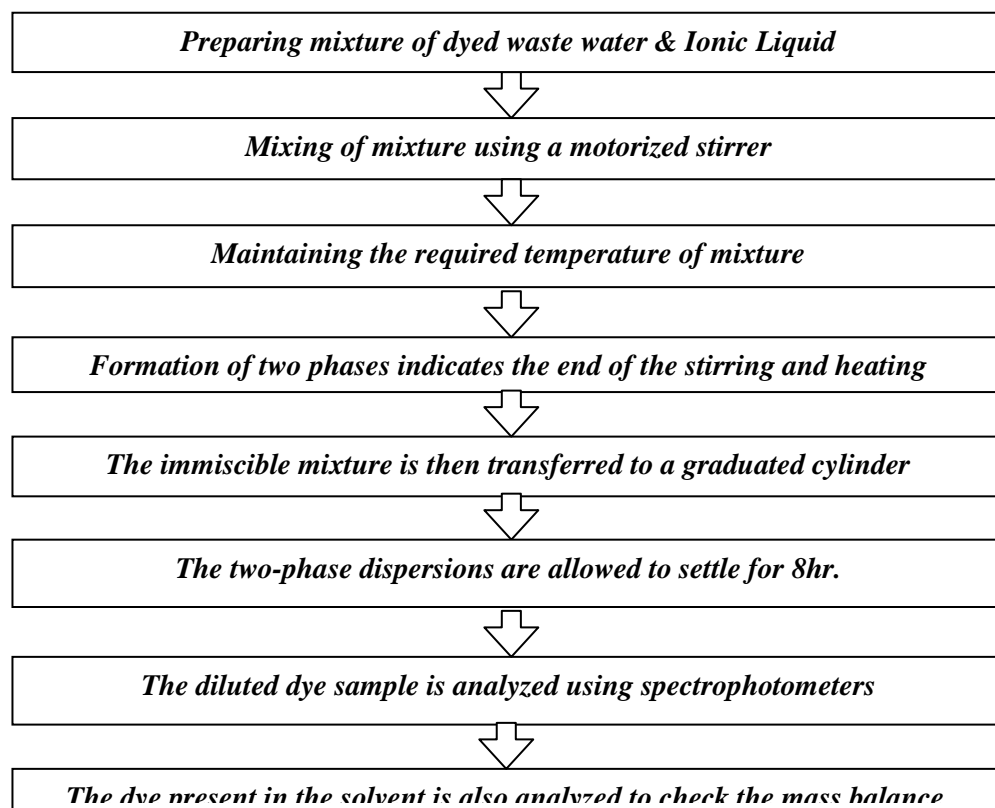 Preparing mixture of dyed waste water & Ionic Liquid
Mixing of mixture using a motorized stirrer
Maintaining the required temperature of mixture
Formation of two phases indicates the end of the stirring and heating
The immiscible mixture is then transferred to a graduated cylinder
The two-phase dispersions are allowed to settle for 8hr.
The diluted dye sample is analyzed using spectrophotometers
The dye present in the solvent is also analyzed to check the mass balance